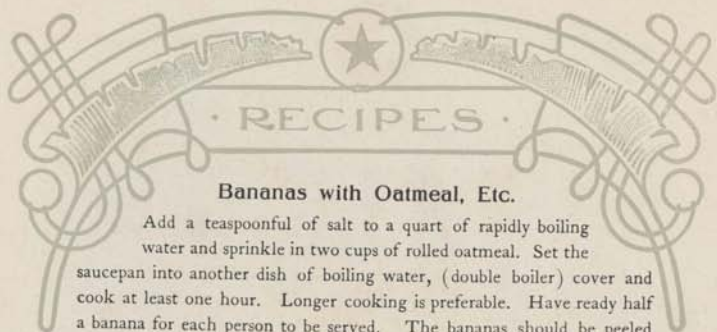 · RECIPES ·
Bananas with Oatmeal, Etc.
Add a teaspoonful of salt to a quart of rapidly boiling
water and sprinkle in two cups of rolled oatmeal. Set the
saucepan into another dish of boiling water, (double boiler) cover and
cook at least one hour. Longer cooking is preferable. Have ready half
a banana for each person to be served. The bananas should be peeled